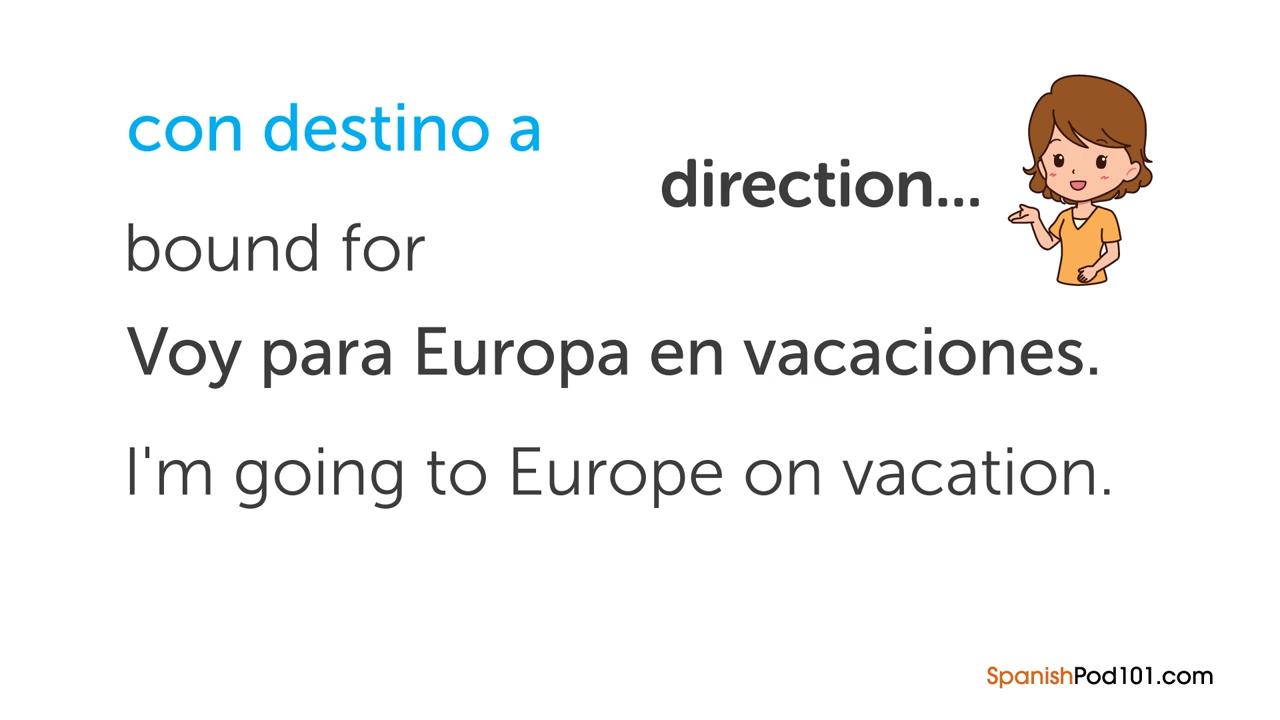 con destino a
direction...
bound for
Voy para Europa en vacaciones.
I'm going to Europe on vacation.
SpanishPod101.com